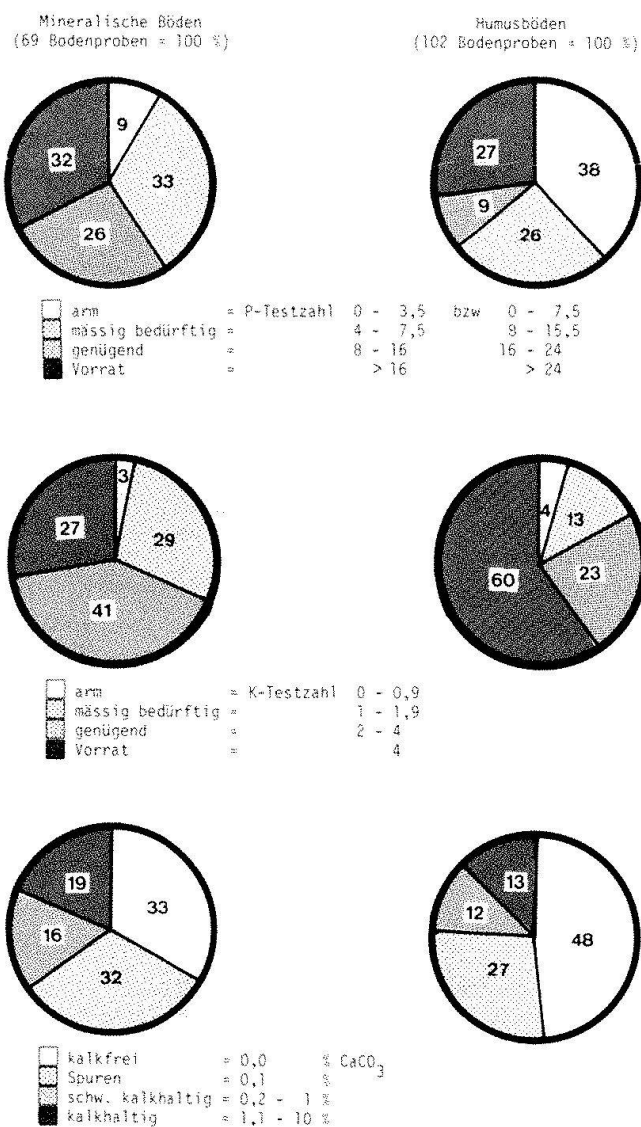 Mineralische Böden
(69 Bodenproben = 100 %)
Humusböden
(102 Bodenproben = 100 %)
9
33
26
32
38
26
9
27
arm = P-Testzahl 0 - 3,5 bzw 0 - 7,5
mässig bedürftig = 4 - 7,5 8 - 15,5
genügend = 8 - 16 16 - 24
Vorrat = > 16 > 24
3
29
41
27
4
13
23
60
arm = K-Testzahl 0 - 0,9
mässig bedürftig = 1 - 1,9
genügend = 2 - 4
Vorrat = 4
33
32
16
19
48
27
12
13
kalkfrei = 0,0 % CaCO3
Spuren = 0,1 %
schw. kalkhaltig = 0,2 - 1 %
kalkhaltig = 1,1 - 10 %